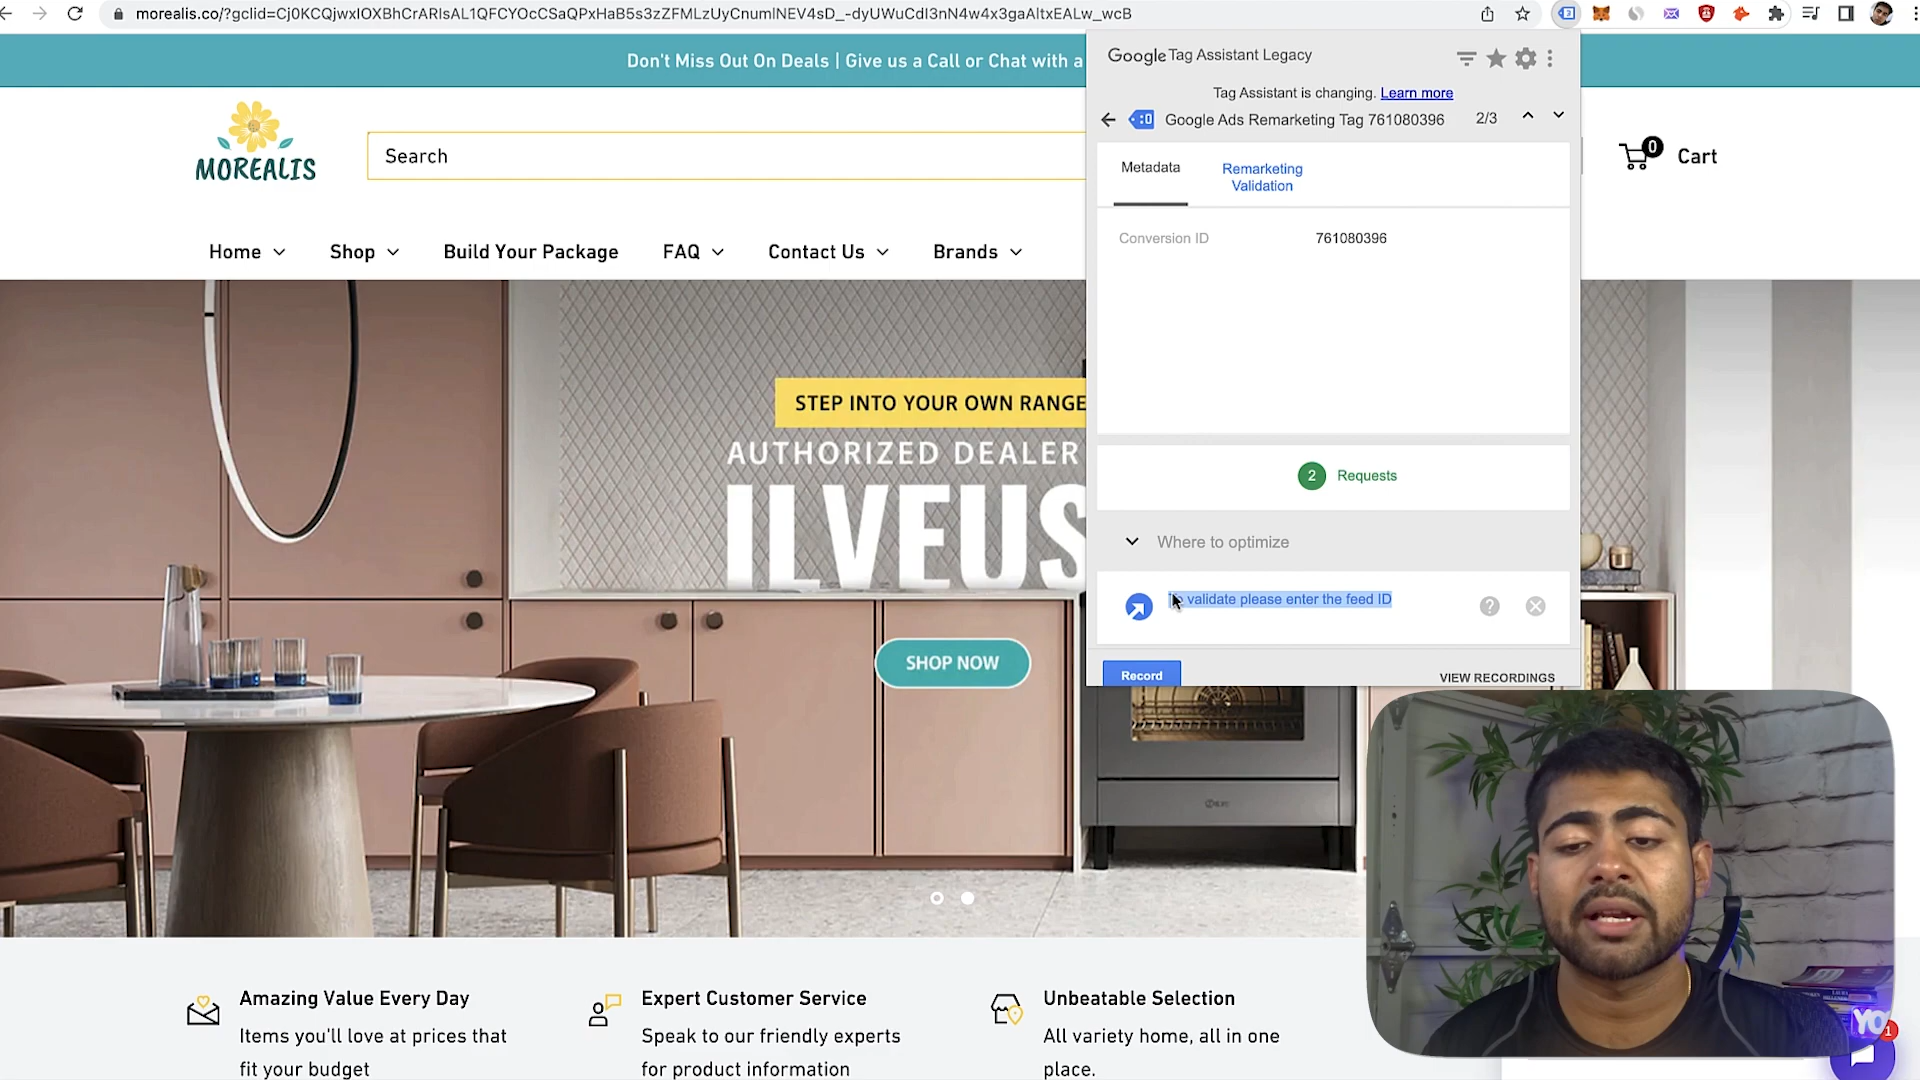 morealis.co/?gclid=Cj0KCQjwxIOXBhCrARIsAL1QFCYOcCSaQPxHaB5s3zZFMLzUyCnumlNEV4sD_-dyUWuCdI3nN4w4x3gaAltxEALw_wcB
Don't Miss Out On Deals | Give us a Call or Chat with a
Google Tag Assistant Legacy
Tag Assistant is changing. Learn more
Google Ads Remarketing Tag 761080396 2/3
MOREALIS
Search
0
Cart
Metadata
Remarketing
Validation
Conversion ID 761080396
Home
Shop
Build Your Package
FAQ
Contact Us
Brands
STEP INTO YOUR OWN RANGE
AUTHORIZED DEALER
ILVEUS
SHOP NOW
2 Requests
Where to optimize
validate please enter the feed ID
Record
VIEW RECORDINGS
Amazing Value Every Day
Items you'll love at prices that
fit your budget
Expert Customer Service
Speak to our friendly experts
for product information
Unbeatable Selection
All variety home, all in one
place.
YO
1